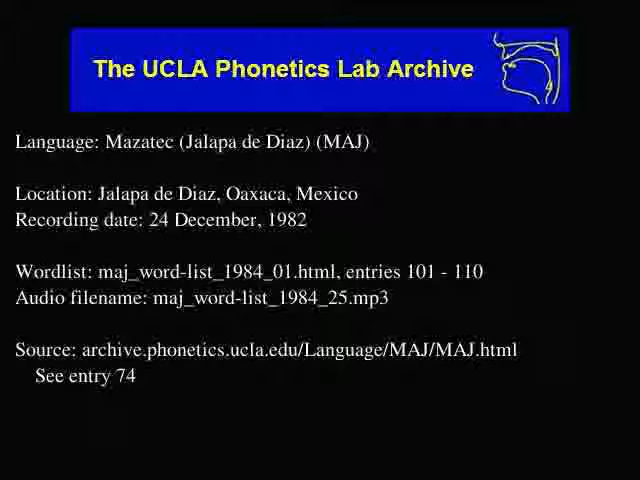 The UCLA Phonetics Lab Archive
Language: Mazatec (Jalapa de Diaz) (MAJ)
Location: Jalapa de Diaz, Oaxaca, Mexico
Recording date: 24 December, 1982
Wordlist: maj_word-list_1984_01.html, entries 101 - 110
Audio filename: maj_word-list_1984_25.mp3
Source: archive.phonetics.ucla.edu/Language/MAJ/MAJ.html
See entry 74